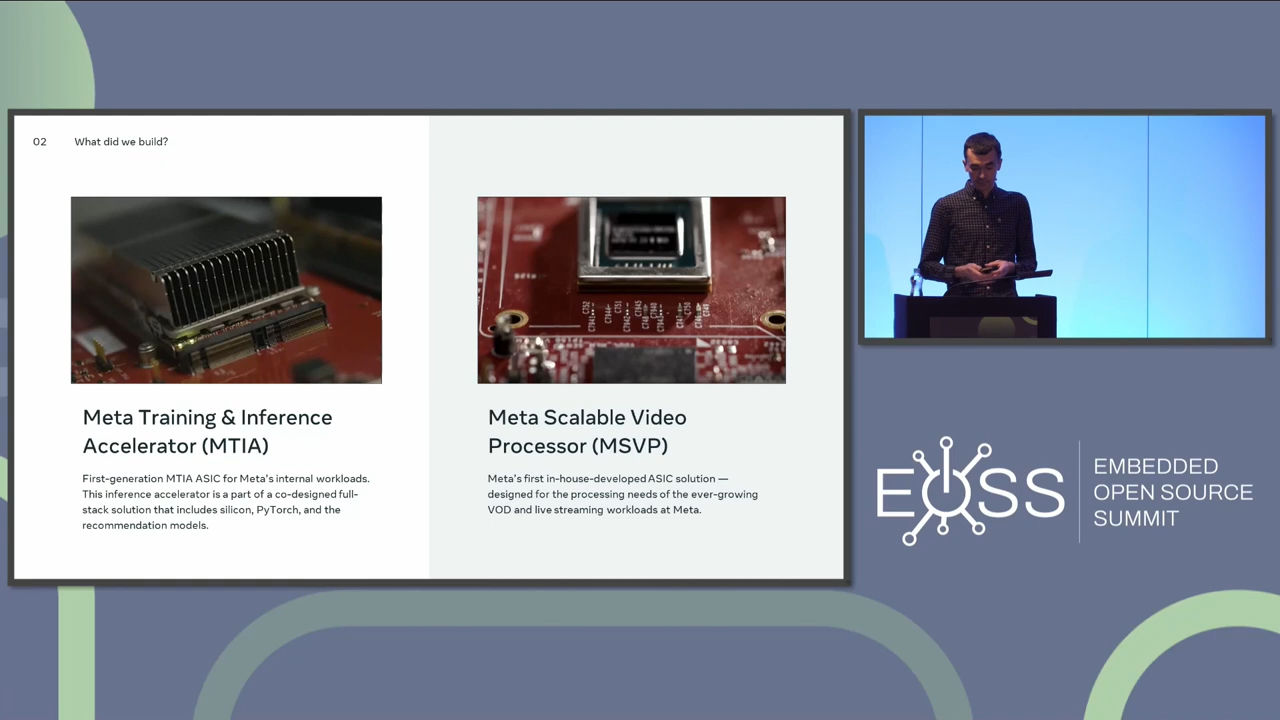 02 What did we build?
Meta Training & Inference
Accelerator (MTIA)
First-generation MTIA ASIC for Meta's internal workloads.
This inference accelerator is a part of a co-designed full-
stack solution that includes silicon, PyTorch, and the
recommendation models.
Meta Scalable Video
Processor (MSVP)
Meta's first in-house-developed ASIC solution —
designed for the processing needs of the ever-growing
VOD and live streaming workloads at Meta.
EOSS
EMBEDDED
OPEN SOURCE
SUMMIT